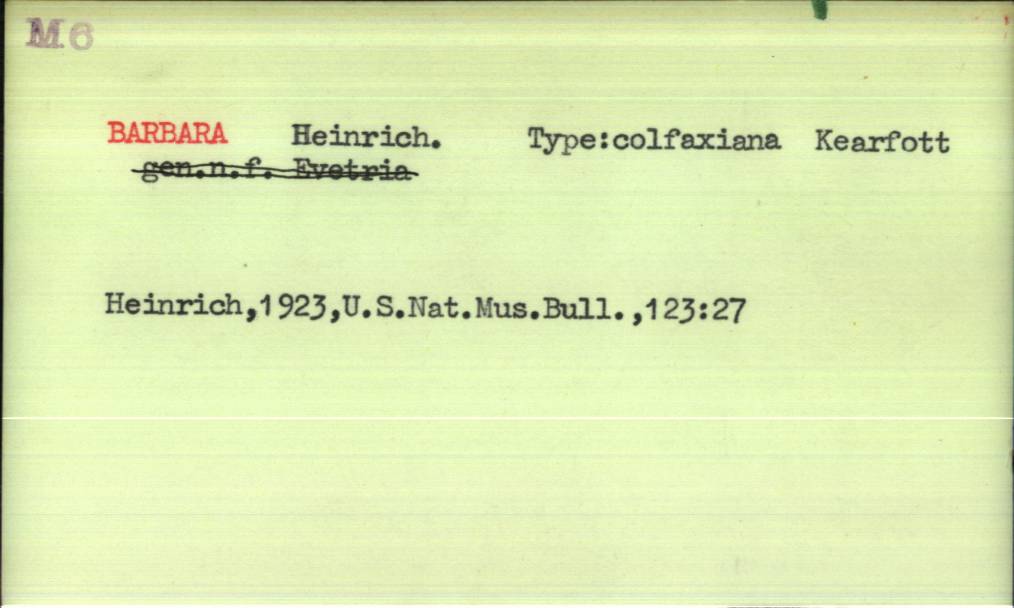 M6
BARBARA Heinrich. Type:colfaxiana Kearfott
gen.n.f. Evetria
Heinrich,1923,U.S.Nat.Mus.Bull.,123:27